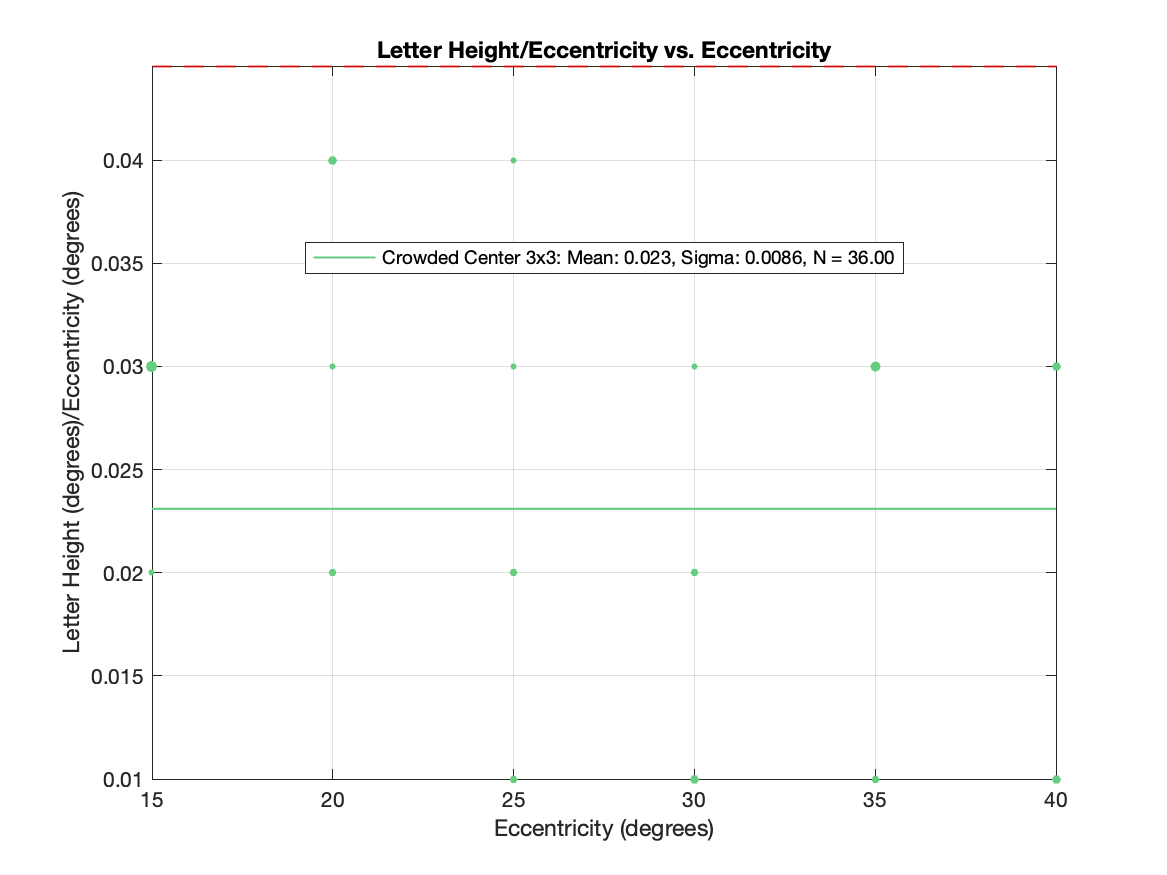 Letter Height/Eccentricity vs. Eccentricity
0.04
Crowded Center 3x3: Mean: 0.023, Sigma: 0.0086, N = 36.00
0.035
0.03
0.025
0.02
0.015
0.01
Letter Height (degrees)/Eccentricity (degrees)
15 20 25 30 35 40
Eccentricity (degrees)